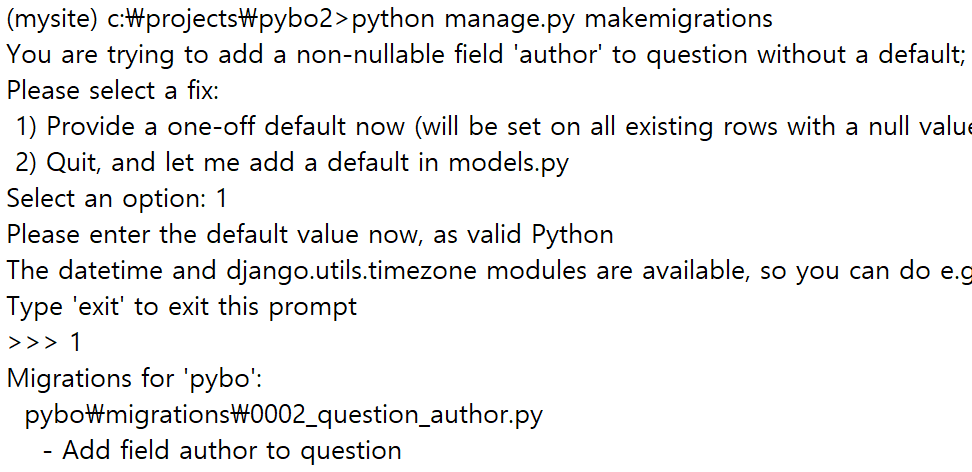 (mysite) c:₩projects₩pybo2>python manage.py makemigrations
You are trying to add a non-nullable field 'author' to question without a default;
Please select a fix:
1) Provide a one-off default now (will be set on all existing rows with a null value
2) Quit, and let me add a default in models.py
Select an option: 1
Please enter the default value now, as valid Python
The datetime and django.utils.timezone modules are available, so you can do e.g
Type 'exit' to exit this prompt
>>> 1
Migrations for 'pybo':
pybo₩migrations₩0002_question_author.py
- Add field author to question